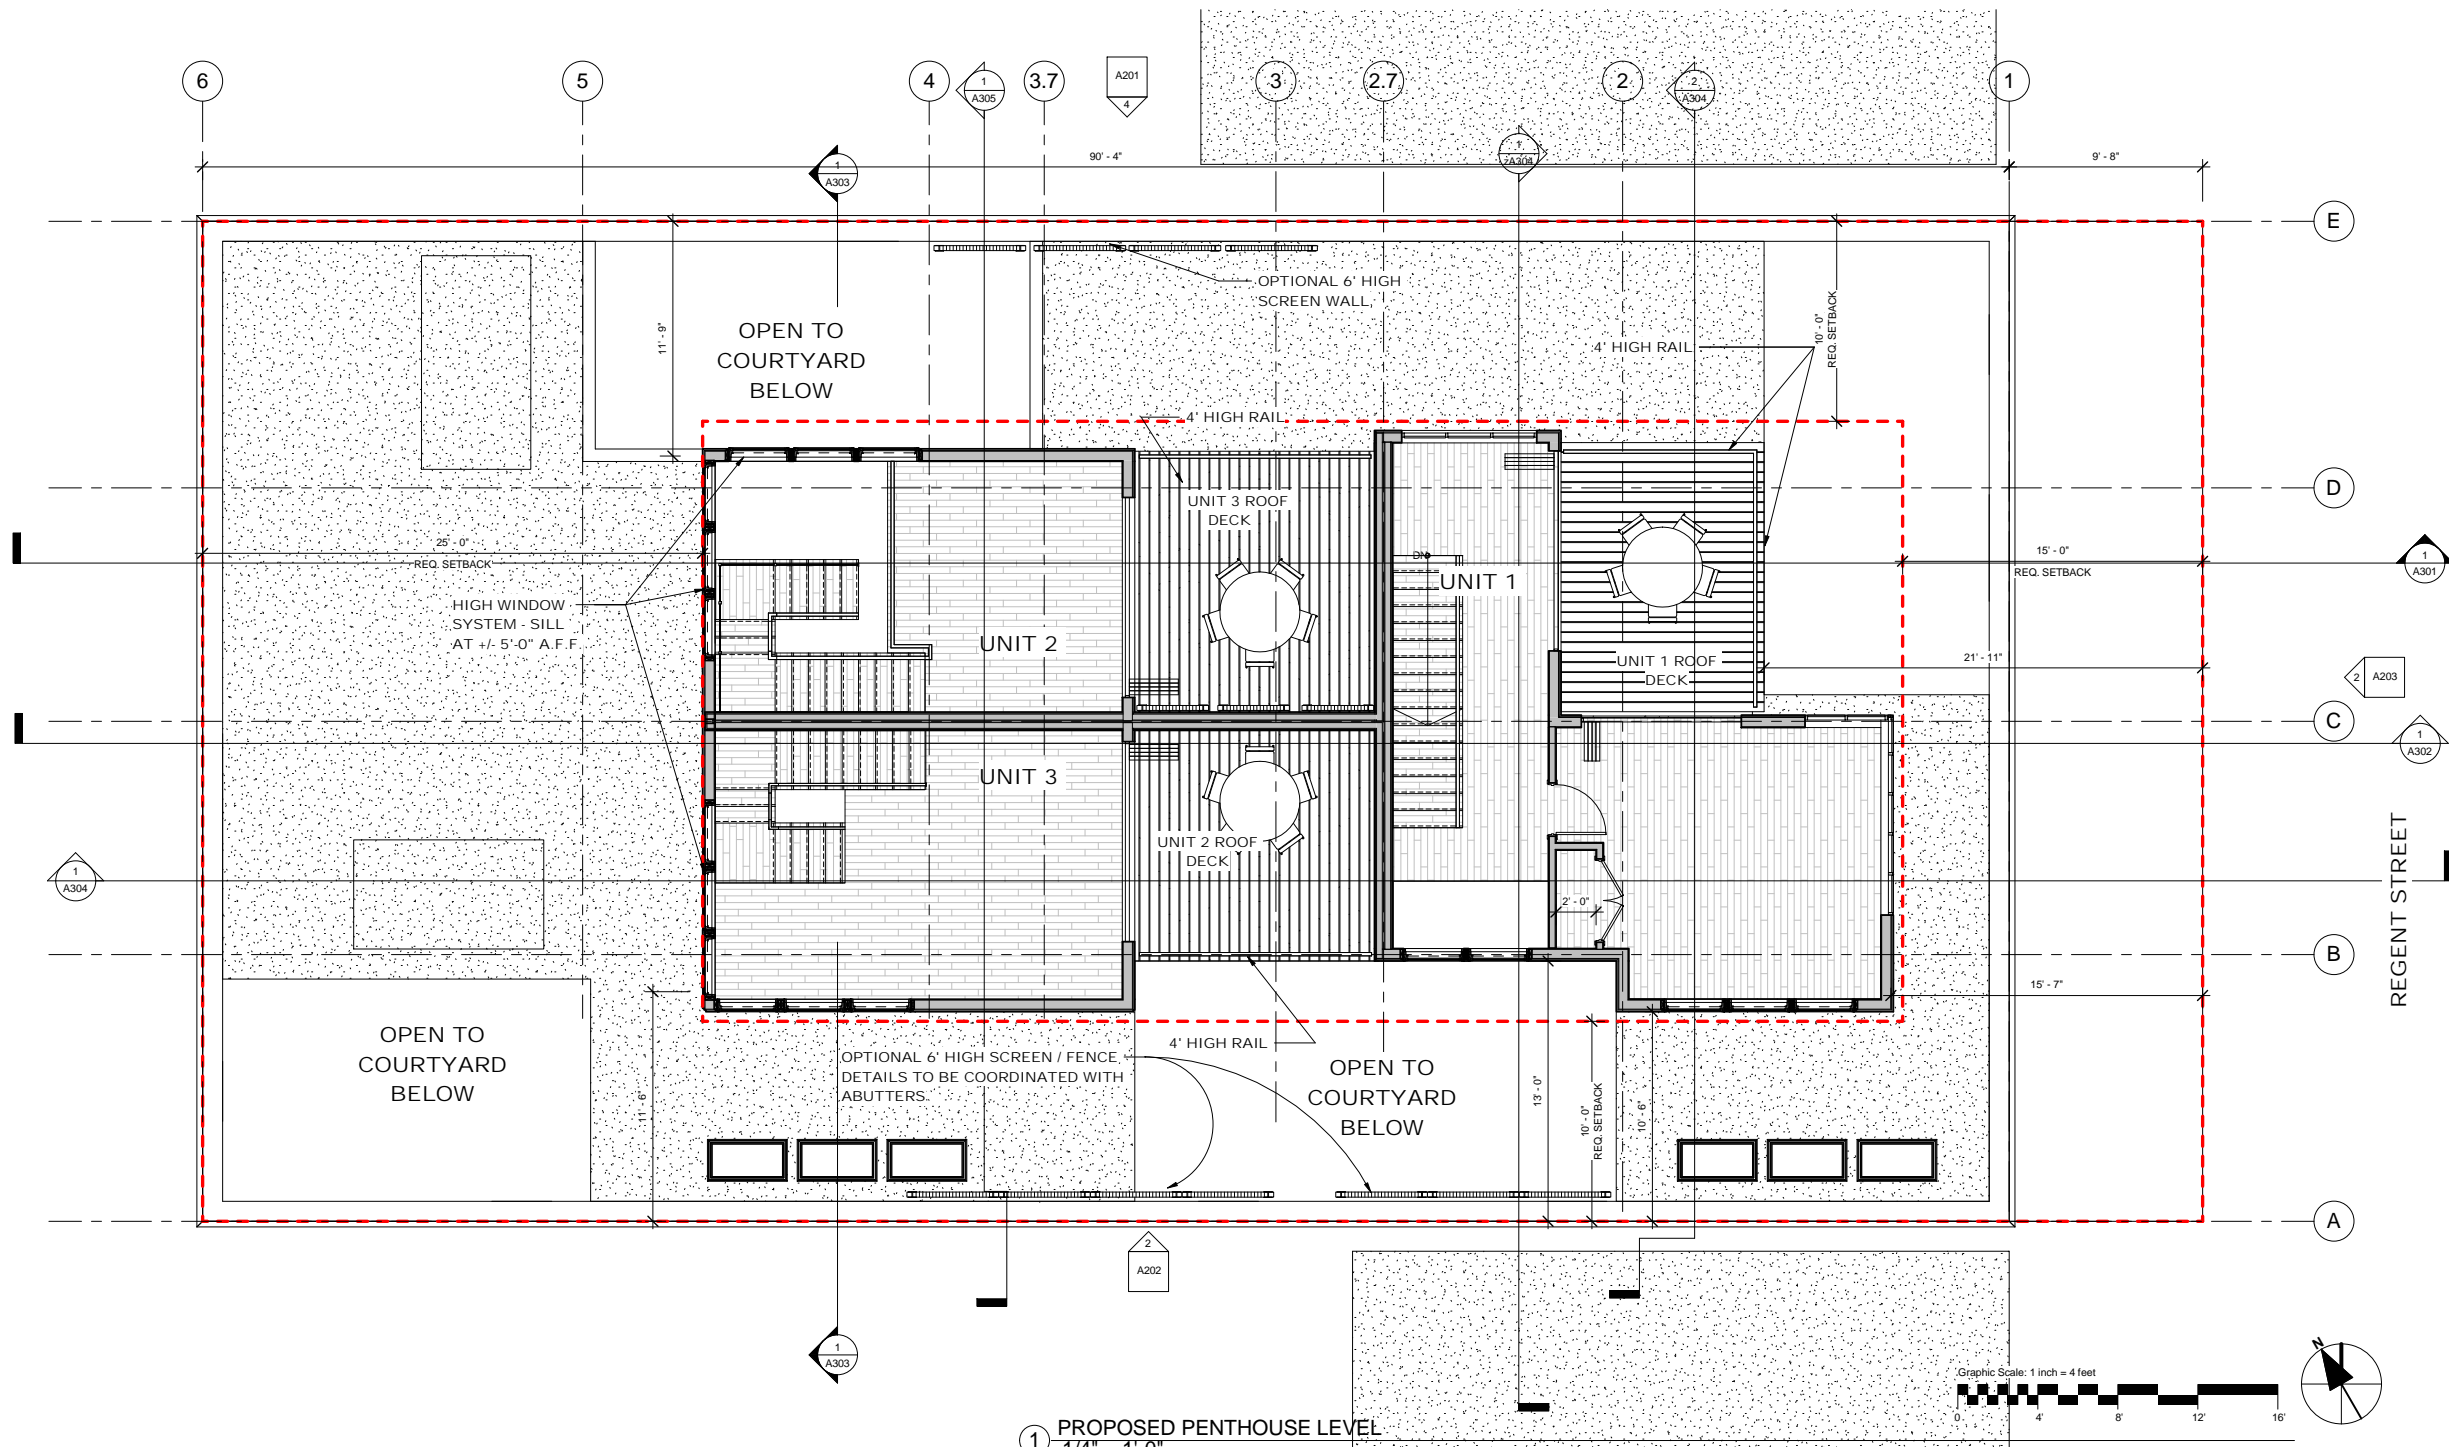 6
5
4
1
A305
3.7
A201
4
3
2.7
2
2
A304
1
90' - 4"
9' - 8"
1
A303
1
A304
E
OPTIONAL 6' HIGH
SCREEN WALL
11' - 9"
OPEN TO
COURTYARD
BELOW
10' - 0"
REQ. SETBACK
4' HIGH RAIL
4' HIGH RAIL
UNIT 3 ROOF
DECK
D
25' - 0"
REQ. SETBACK
DN
UNIT 1
15' - 0"
REQ. SETBACK
1
A301
HIGH WINDOW
SYSTEM - SILL
AT +/- 5'-0" A.F.F.
UNIT 2
UNIT 1 ROOF
DECK
21' - 11"
2
A203
C
1
A302
UNIT 3
UNIT 2 ROOF
DECK
1
A304
2' - 0"
REGENT STREET
B
15' - 7"
OPEN TO
COURTYARD
BELOW
11' - 6"
OPTIONAL 6' HIGH SCREEN / FENCE,
DETAILS TO BE COORDINATED WITH
ABUTTERS.
4' HIGH RAIL
OPEN TO
COURTYARD
BELOW
13' - 0"
10' - 0"
REQ. SETBACK
10' - 6"
A
2
A202
1
A303
N
Graphic Scale: 1 inch = 4 feet
0 4' 8' 12' 16'
1
PROPOSED PENTHOUSE LEVEL
1/4" = 1'-0"